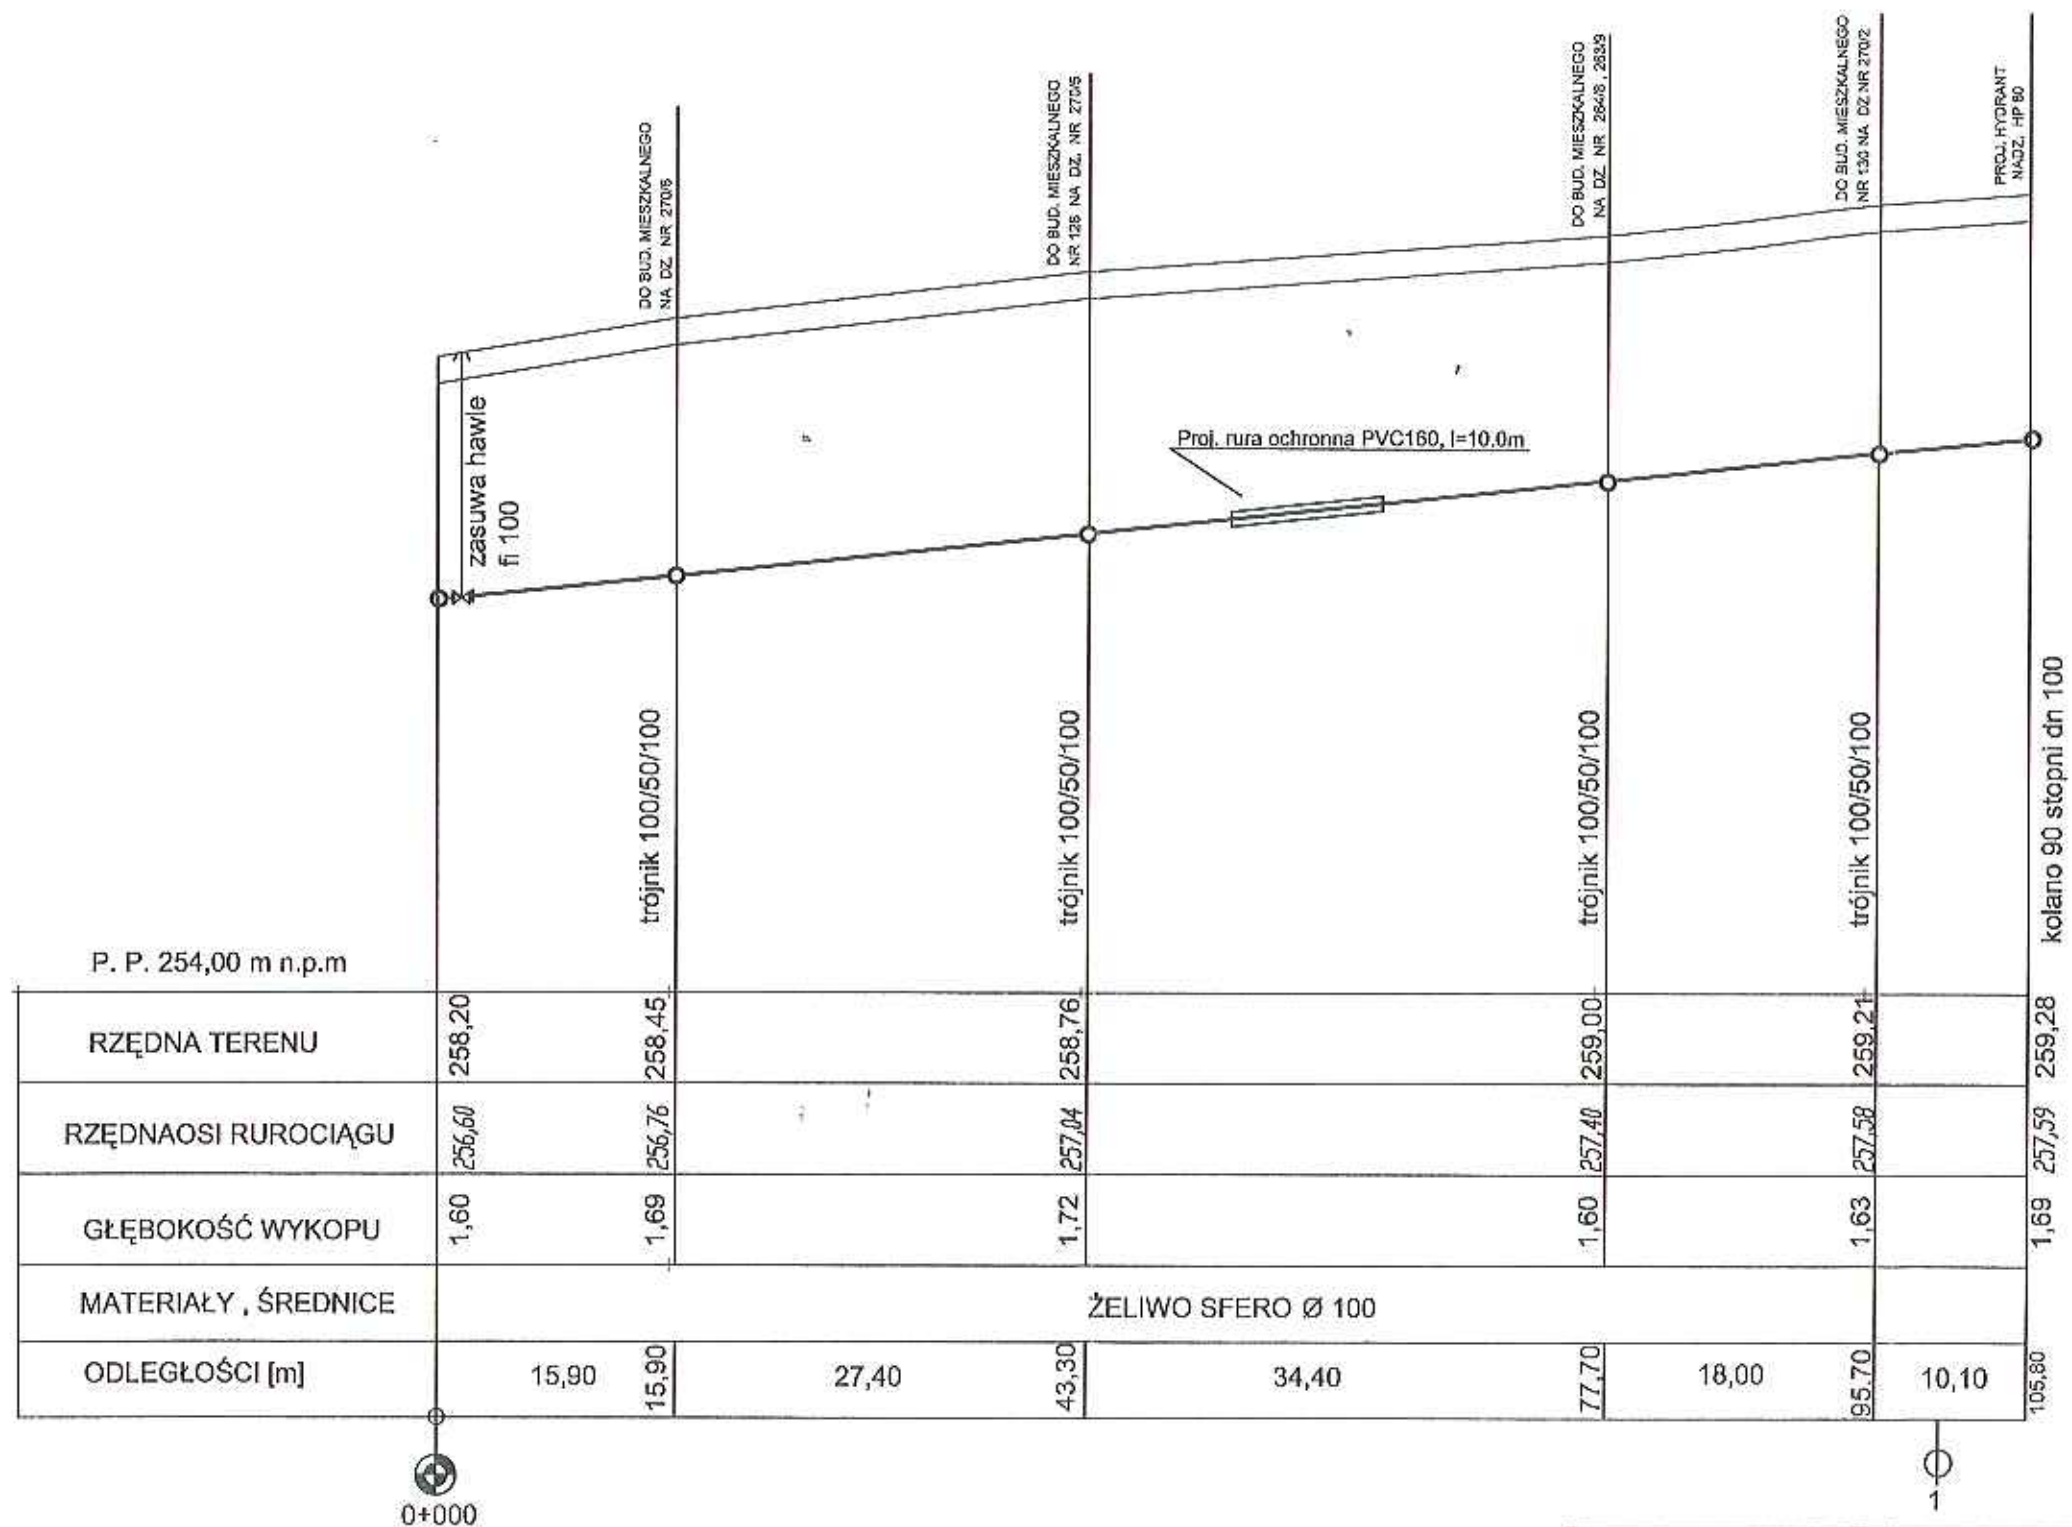 DO BUD. MIESZKALNEGO
NA DZ. NR 270/6
DO BUD. MIESZKALNEGO
NR 128 NA DZ. NR 270/5
DO BUD. MIESZKALNEGO
NA DZ. NR 264/8 , 263/9
DO BUD. MIESZKALNEGO
NR 130 NA DZ NR 270/2
PROJ. HYDRANT
NADZ. HP 80
zasuwa hawle
fi 100
Proj. rura ochronna PVC160, l=10.0m
trójnik 100/50/100
trójnik 100/50/100
trójnik 100/50/100
trójnik 100/50/100
kolano 90 stopni dn 100
P. P. 254,00 m n.p.m
RZĘDNA TERENU
258,20
258,45
258,76
259,00
259,21
259,28
RZĘDNAOSI RUROCIĄGU
256,60
256,76
257,04
257,40
257,58
257,59
GŁĘBOKOŚĆ WYKOPU
1,60
1,69
1,72
1,60
1,63
1,69
MATERIAŁY , ŚREDNICE
ŻELIWO SFERO Ø 100
ODLEGŁOŚCI [m]
15,90
15,90
27,40
43,30
34,40
77,70
18,00
95,70
10,10
105,80
0+000
1